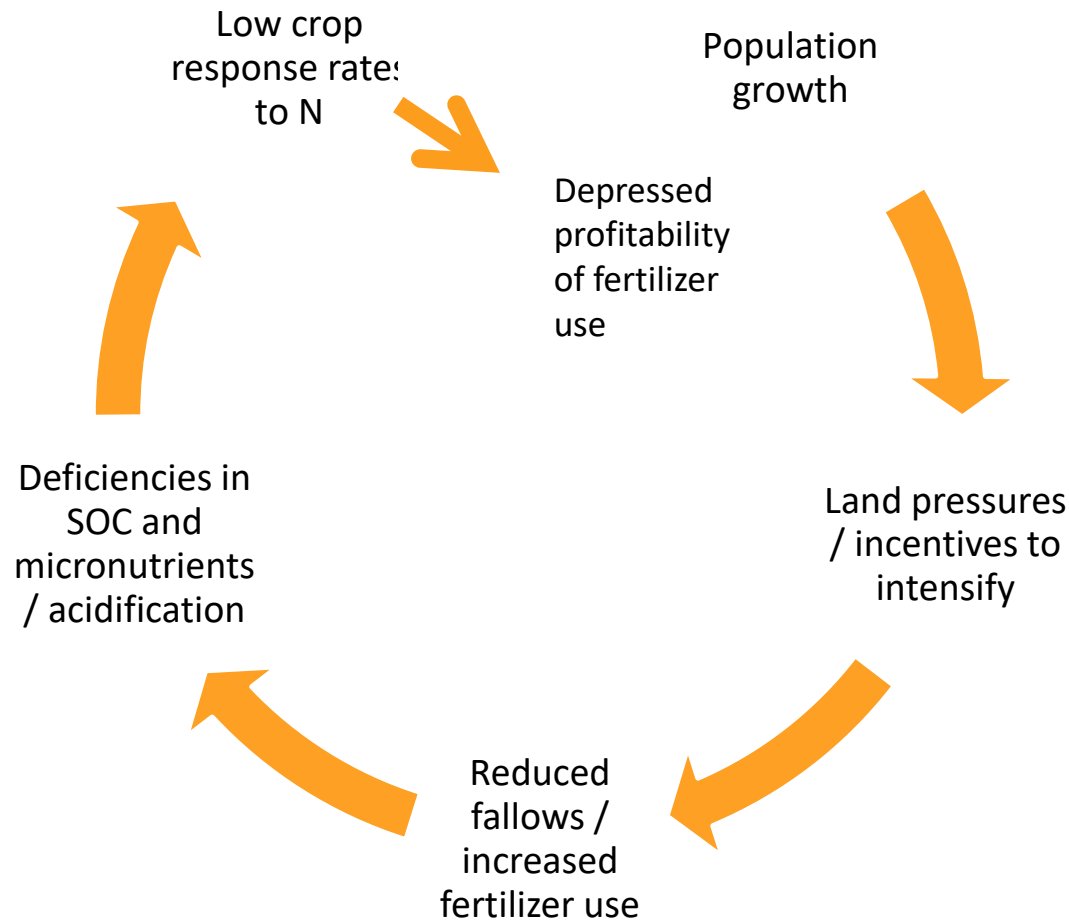 Low crop
response rates
to N
Population
growth
Depressed
profitability
of fertilizer
use
Land pressures
/ incentives to
intensify
Reduced
fallows /
increased
fertilizer use
Deficiencies in
SOC and
micronutrients
/ acidification